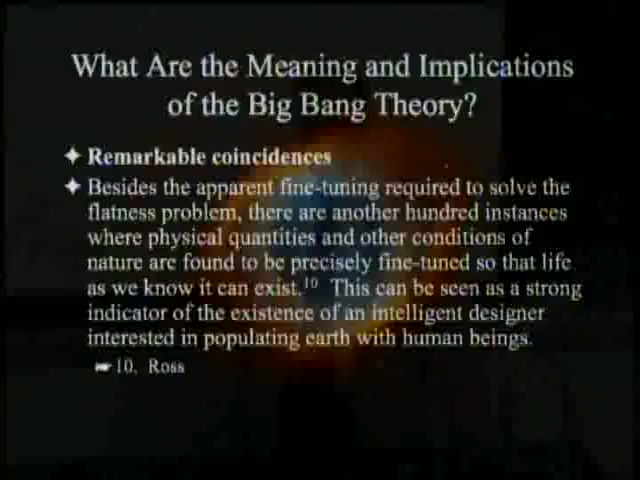 What Are the Meaning and Implications
of the Big Bang Theory?
✦ Remarkable coincidences
✦ Besides the apparent fine-tuning required to solve the
flatness problem, there are another hundred instances
where physical quantities and other conditions of
nature are found to be precisely fine-tuned so that life
as we know it can exist.¹⁰ This can be seen as a strong
indicator of the existence of an intelligent designer
interested in populating earth with human beings.
☛ 10. Ross